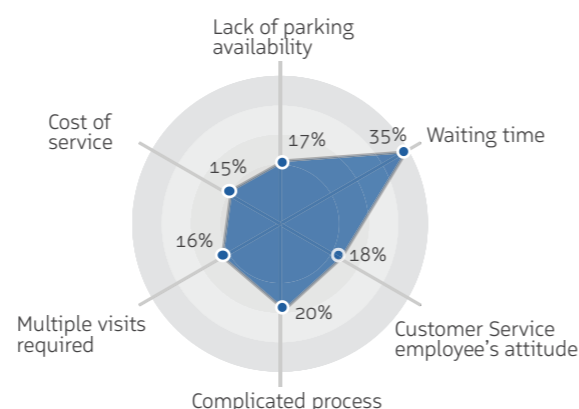 Lack of parking
availability
17%
35%
Waiting time
Cost of
service
15%
16%
18%
Multiple visits
required
20%
Customer Service
employee's attitude
Complicated process